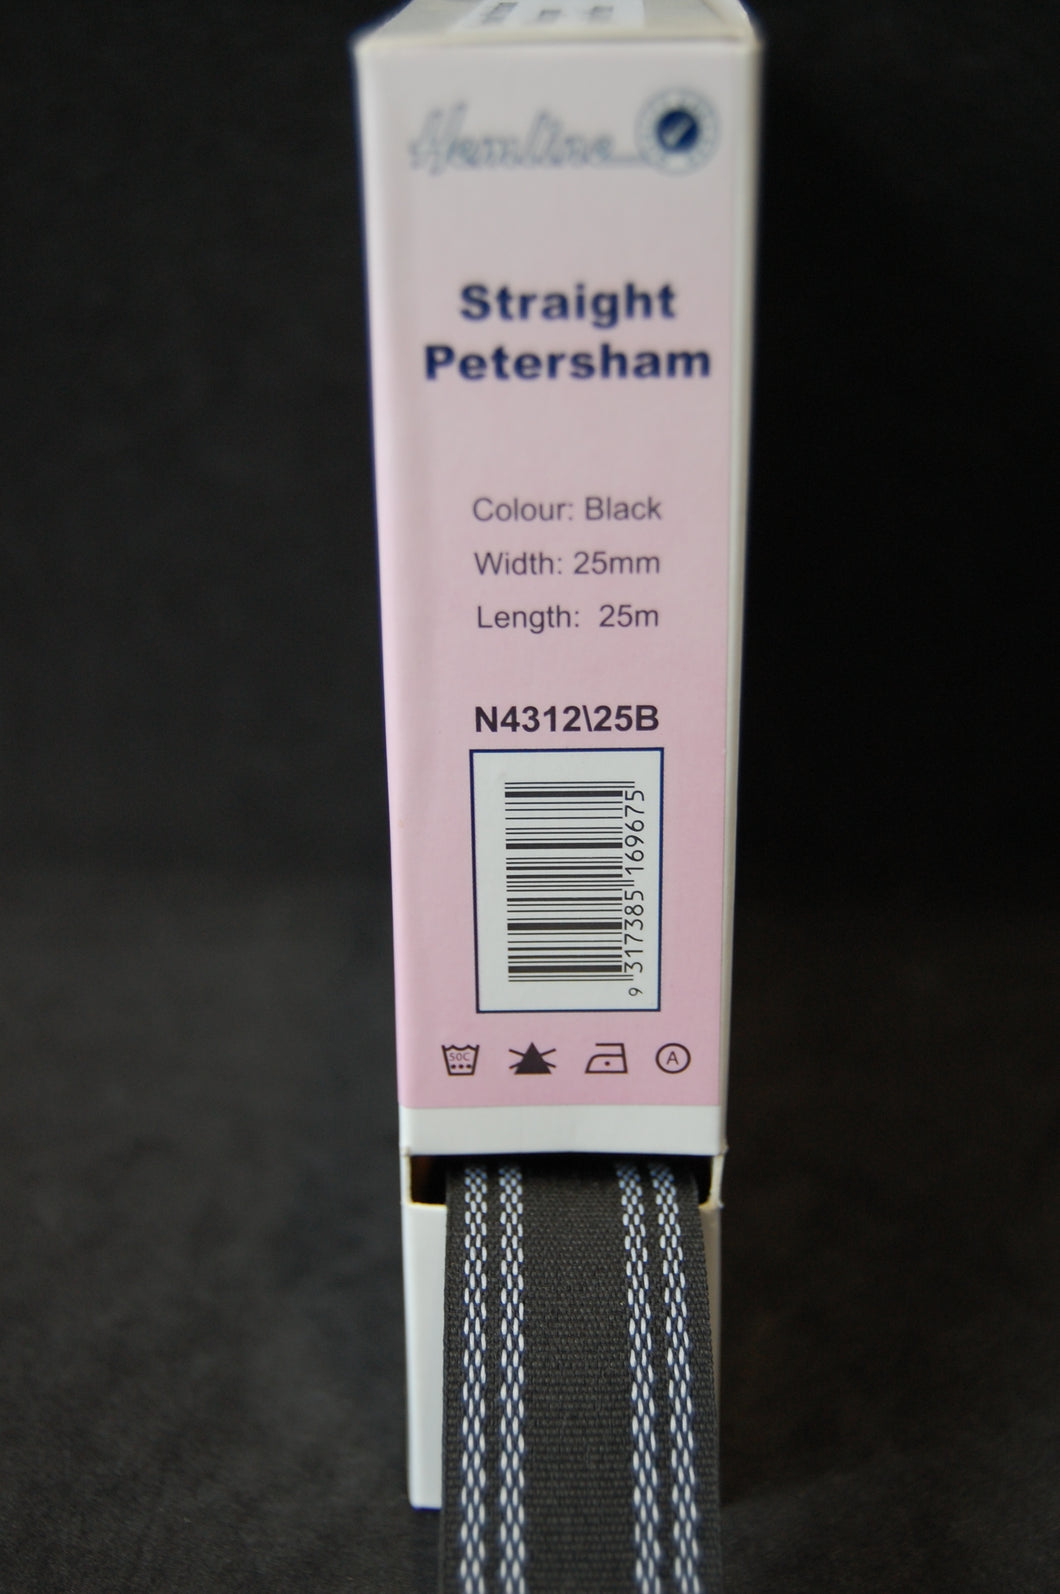 Hemline
Straight
Petersham
Colour: Black
Width: 25mm
Length: 25m
N4312\25B
9 317385 169675
50C
A